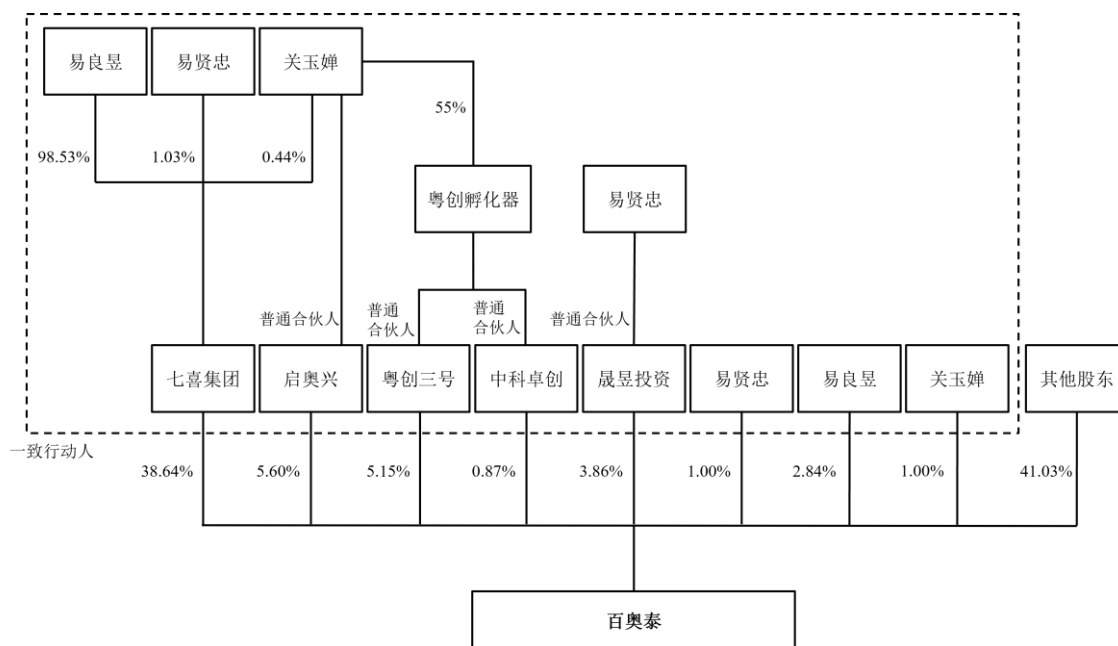 易良昱
易贤忠
关玉婵
55%
98.53%
1.03%
0.44%
粤创孵化器
易贤忠
普通合伙人
普通
合伙人
普通
合伙人
普通合伙人
七喜集团
启奥兴
粤创三号
中科卓创
晟昱投资
易贤忠
易良昱
关玉婵
其他股东
一致行动人
38.64%
5.60%
5.15%
0.87%
3.86%
1.00%
2.84%
1.00%
41.03%
百奥泰